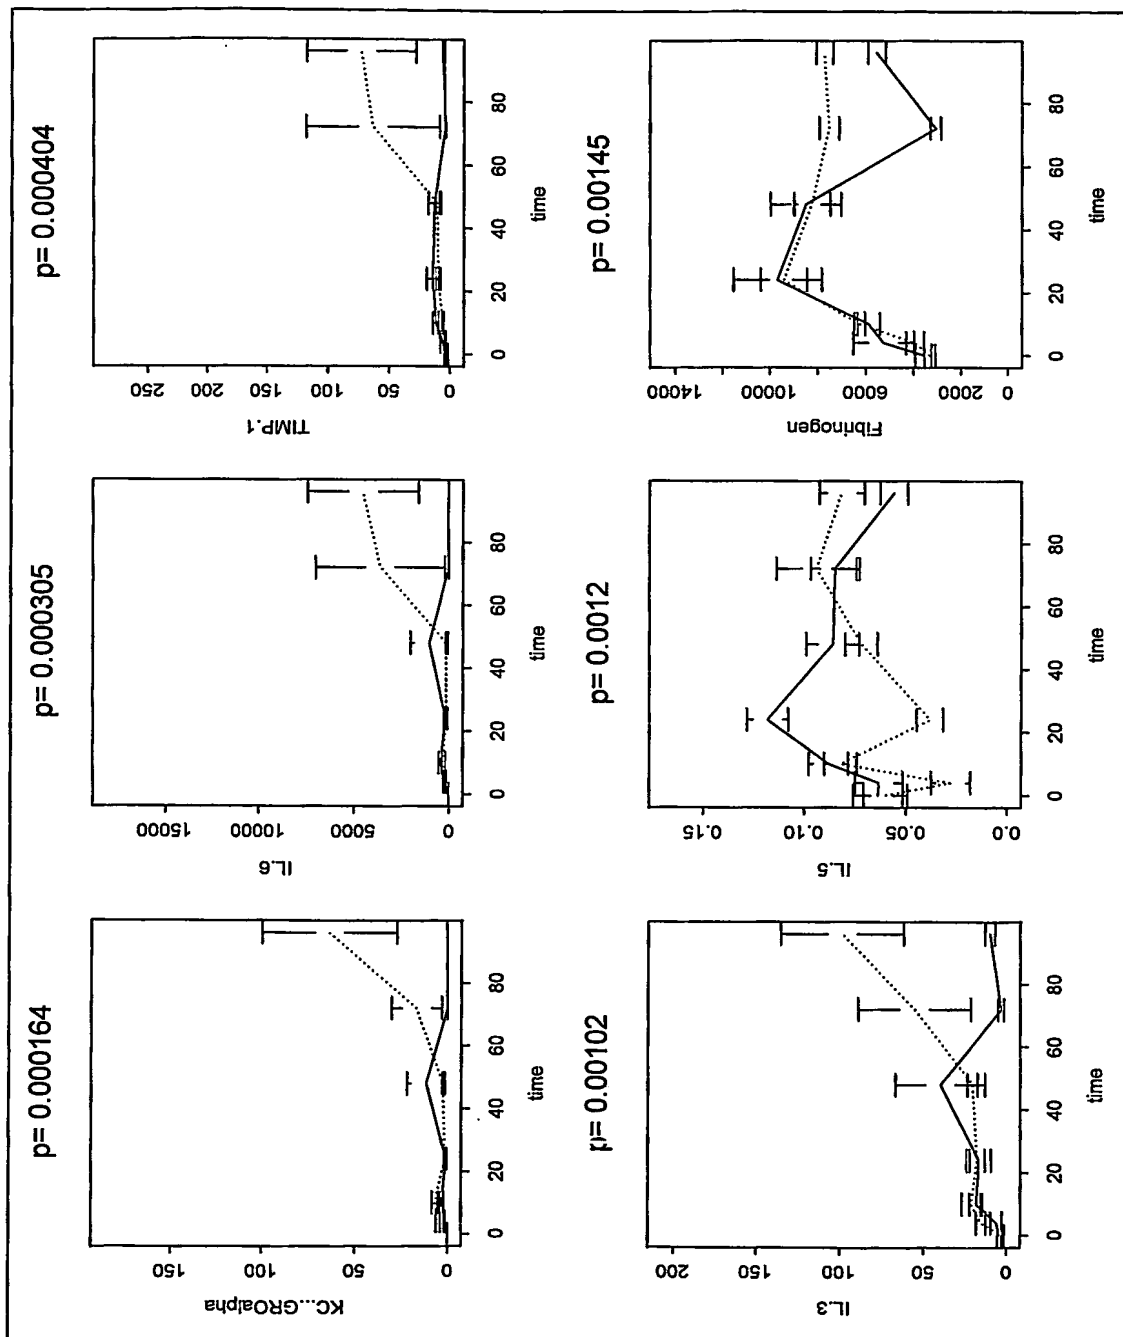 p= 0.000164
KC...GROalpha
150
100
50
0
0 20 40 60 80
time
p= 0.000305
IL.6
15000
10000
5000
0
0 20 40 60 80
time
p= 0.000404
TIMP.1
250
200
150
100
50
0
0 20 40 60 80
time
p= 0.00102
IL.3
200
150
100
50
0
0 20 40 60 80
time
p= 0.0012
IL.5
0.15
0.10
0.05
0.0
0 20 40 60 80
time
p= 0.00145
Fibrinogen
14000
10000
6000
2000
0
0 20 40 60 80
time